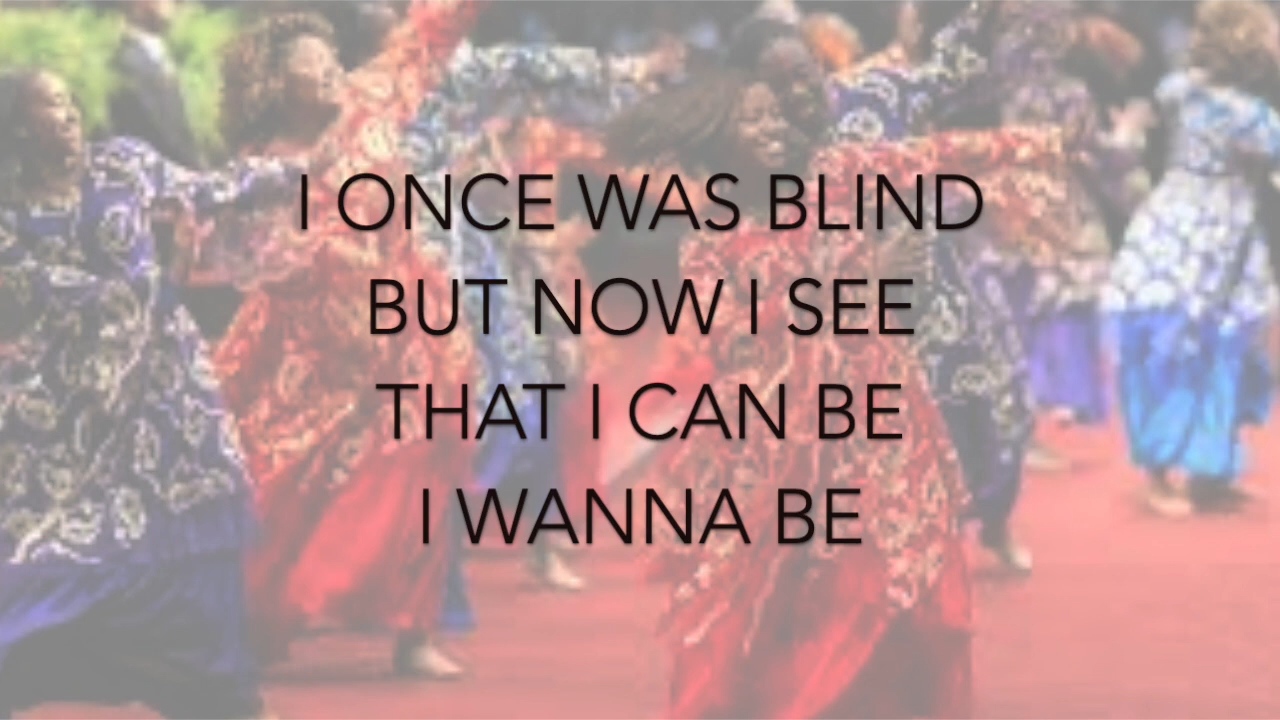 I ONCE WAS BLIND
BUT NOW I SEE
THAT I CAN BE
I WANNA BE